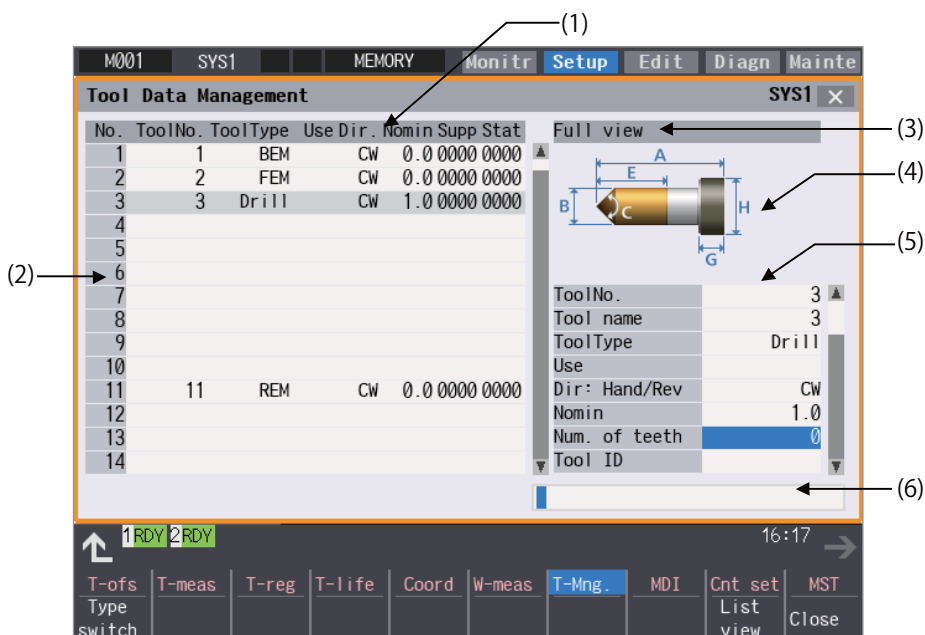 (1)
M001 SYS1 MEMORY Monitr Setup Edit Diagn Mainte
Tool Data Management SYS1
No. ToolNo. ToolType Use Dir. Nomin Supp Stat
1 1 BEM CW 0.0 0000 0000
2 2 FEM CW 0.0 0000 0000
3 3 Drill CW 1.0 0000 0000
4
5
6
7
8
9
10
11 11 REM CW 0.0 0000 0000
12
13
14
(2)
Full view
(3)
A
E
B C H
G
(4)
(5)
ToolNo. 3
Tool name 3
ToolType Drill
Use
Dir: Hand/Rev CW
Nomin 1.0
Num. of teeth 0
Tool ID
(6)
1 RDY 2 RDY 16:17
T-ofs T-meas T-reg T-life Coord W-meas T-Mng. MDI Cnt set MST
Type switch List view Close